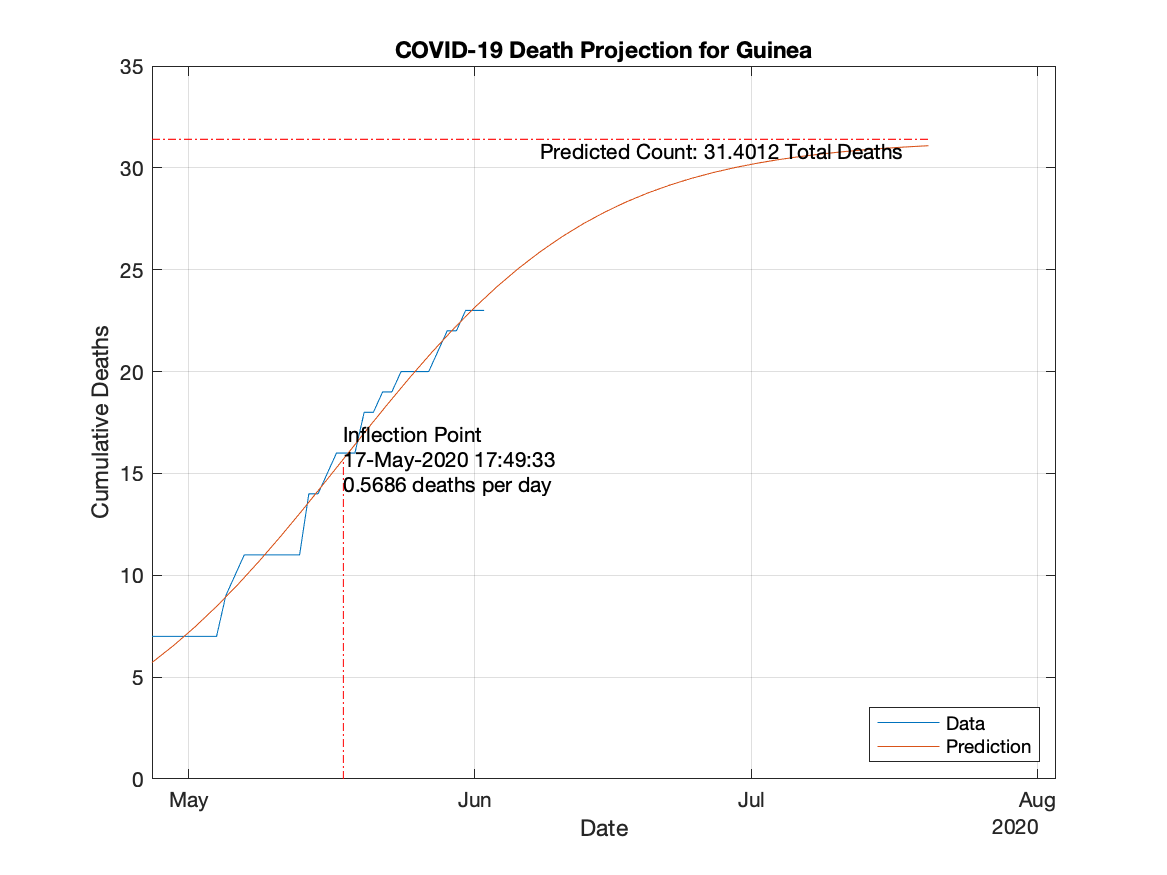 COVID-19 Death Projection for Guinea
35
30
25
20
15
10
5
0
Cumulative Deaths
Predicted Count: 31.4012 Total Deaths
Inflection Point
17-May-2020 17:49:33
0.5686 deaths per day
Data
Prediction
May Jun Jul Aug
Date
2020